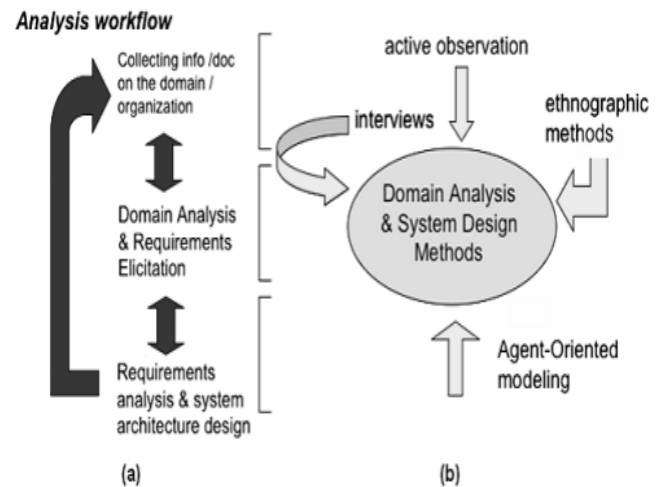 Analysis workflow
Collecting info /doc
on the domain /
organization
Domain Analysis
& Requirements
Elicitation
Requirements
analysis & system
architecture design
(a)
active observation
interviews
ethnographic
methods
Domain Analysis
& System Design
Methods
Agent-Oriented
modeling
(b)